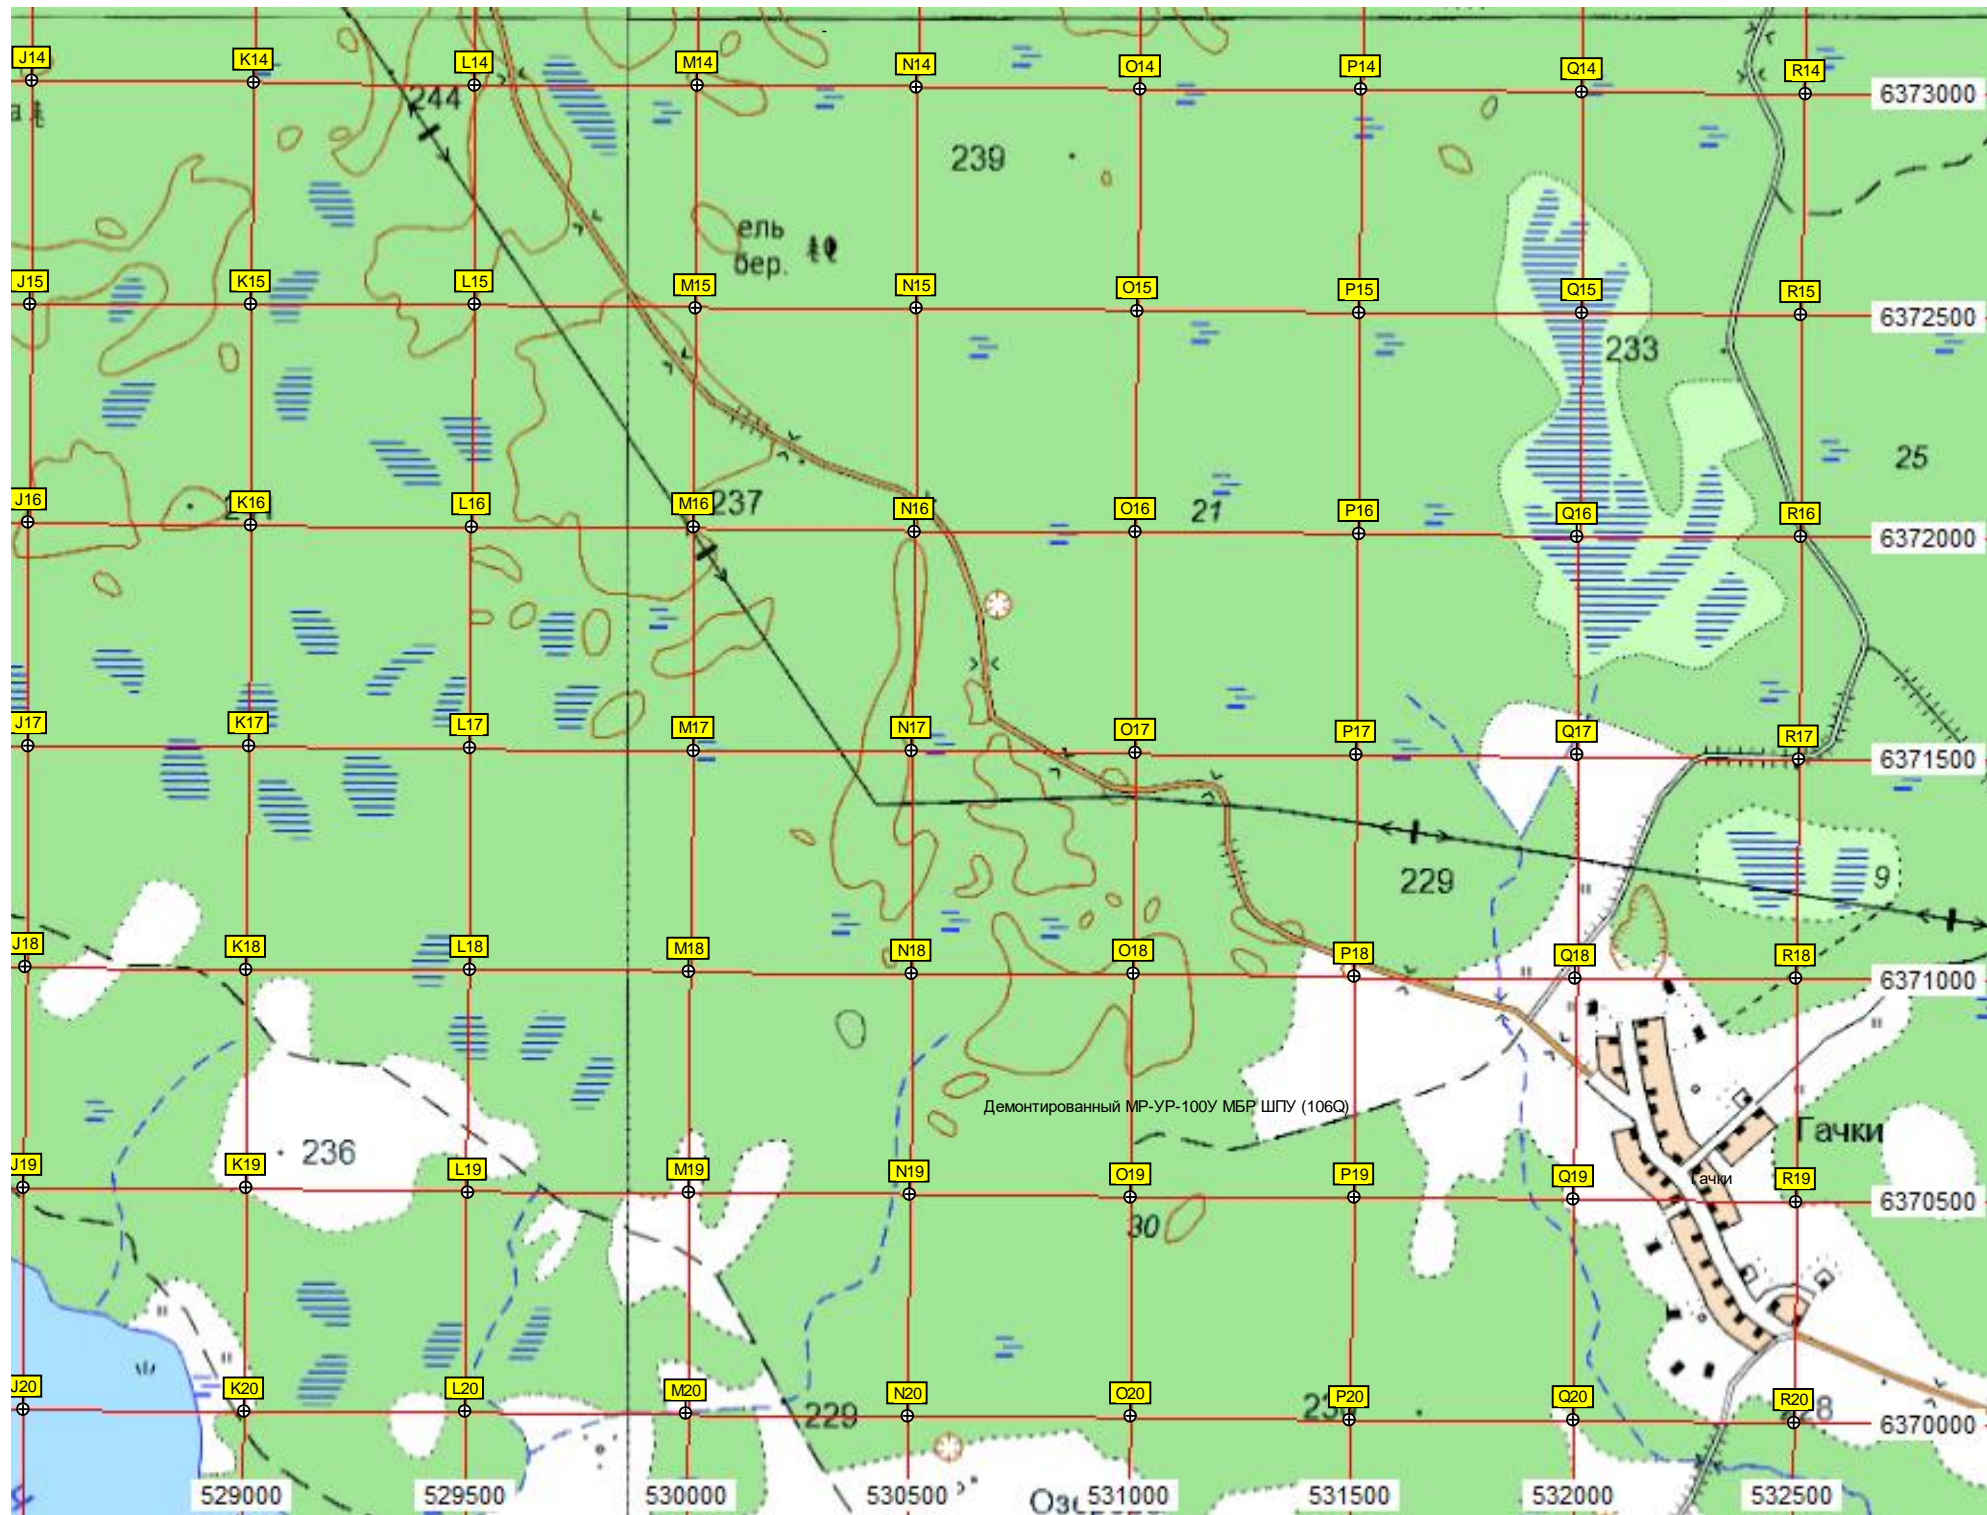 J14 K14 L14 M14 N14 O14 P14 Q14 R14
244
6373000
239
ель
бер.
J15 K15 L15 M15 N15 O15 P15 Q15 R15
6372500
233
25
J16 K16 L16 M16 N16 O16 P16 Q16 R16
237
21
6372000
J17 K17 L17 M17 N17 O17 P17 Q17 R17
6371500
229
9
J18 K18 L18 M18 N18 O18 P18 Q18 R18
6371000
Демонтированный МР-УР-100У МБР ШПУ (106Q)
Гачки
236
J19 K19 L19 M19 N19 O19 P19 Q19 R19
Гачки
6370500
30
J20 K20 L20 M20 N20 O20 P20 Q20 R20
229
6370000
529000 529500 530000 530500 531000 531500 532000 532500